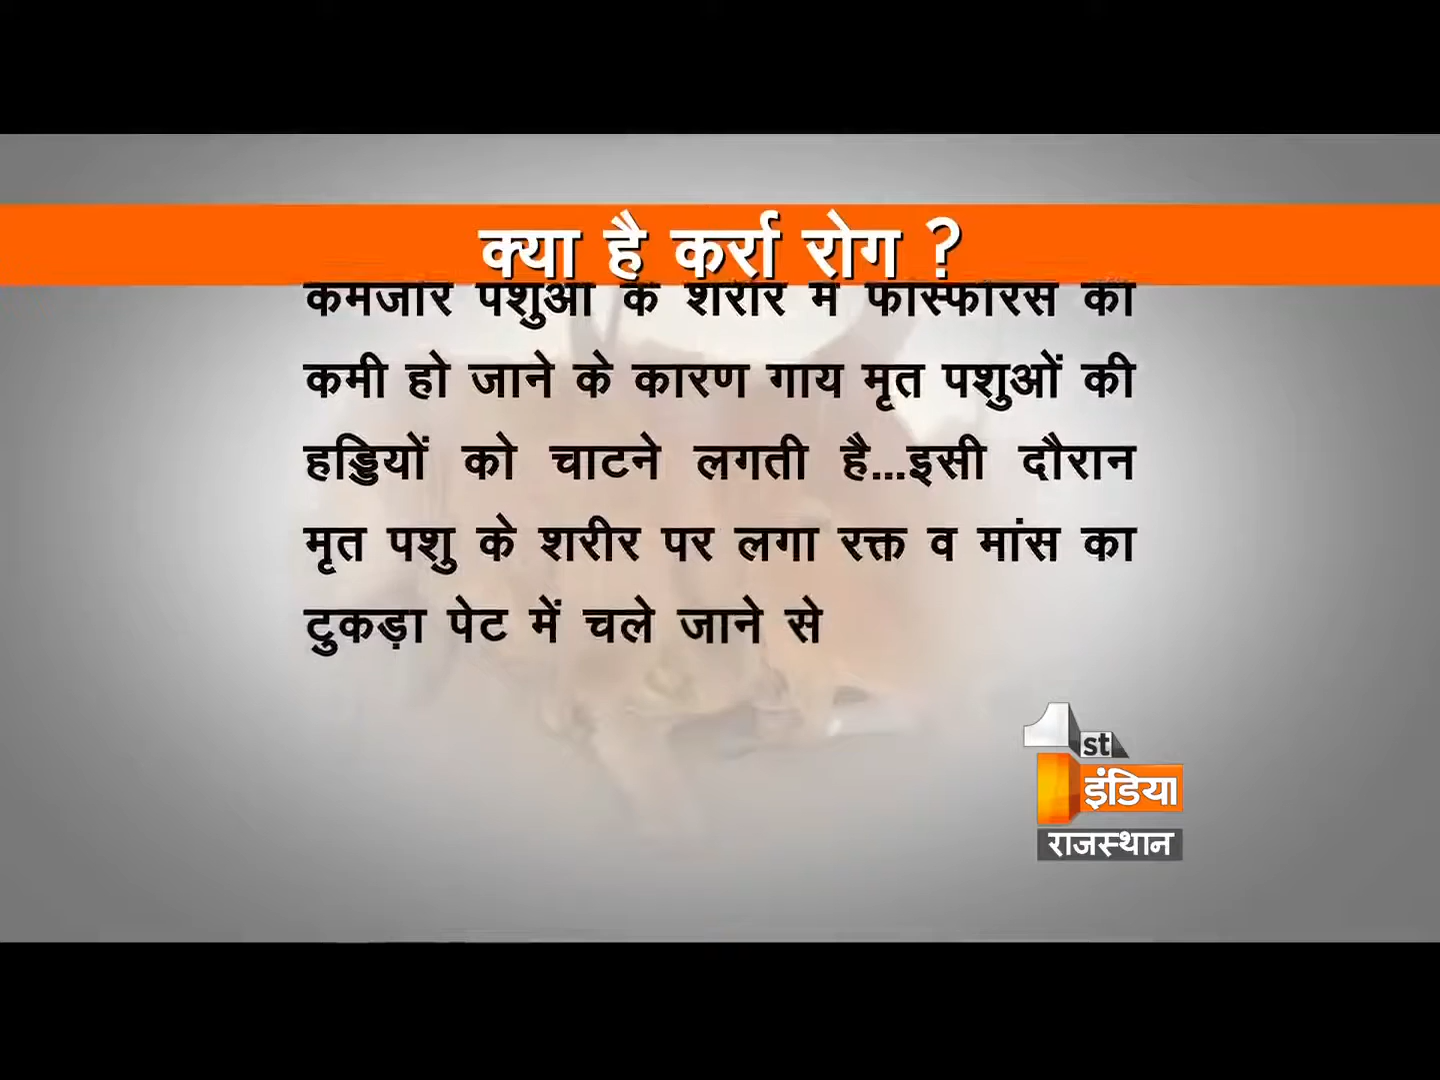 क्या है कर्रा रोग ?
कमजोर पशुओं के शरीर में फास्फोरस की
कमी हो जाने के कारण गाय मृत पशुओं की
हड्डियों को चाटने लगती है...इसी दौरान
मृत पशु के शरीर पर लगा रक्त व मांस का
टुकड़ा पेट में चले जाने से
1st
इंडिया
राजस्थान